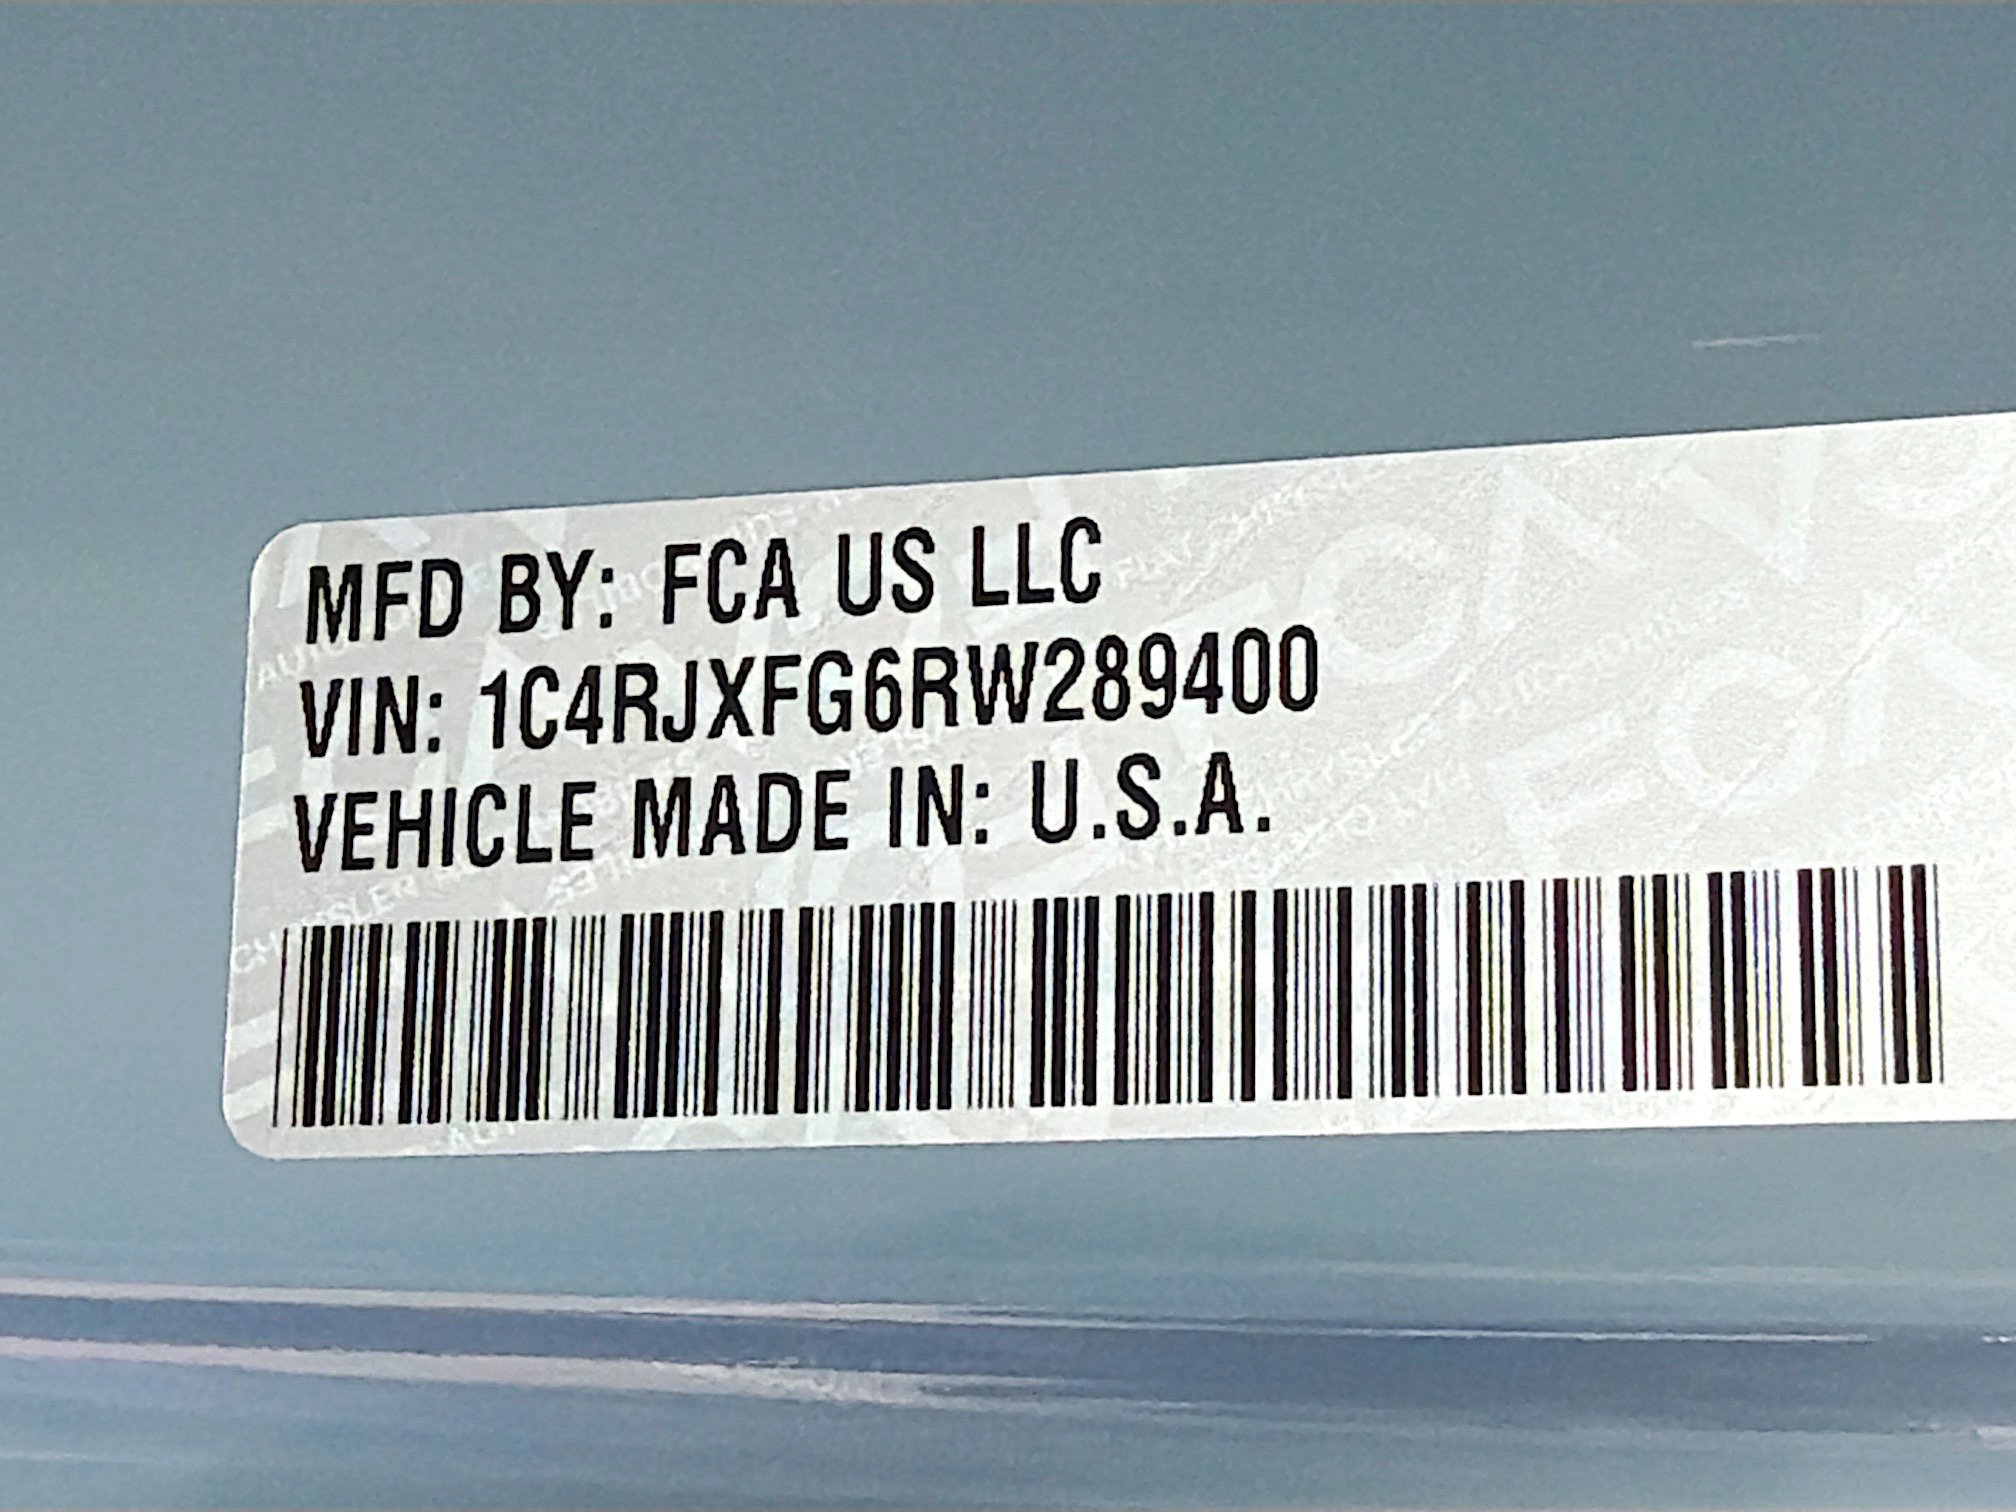 MFD BY: FCA US LLC
VIN: 1C4RJXFG6RW289400
VEHICLE MADE IN: U.S.A.